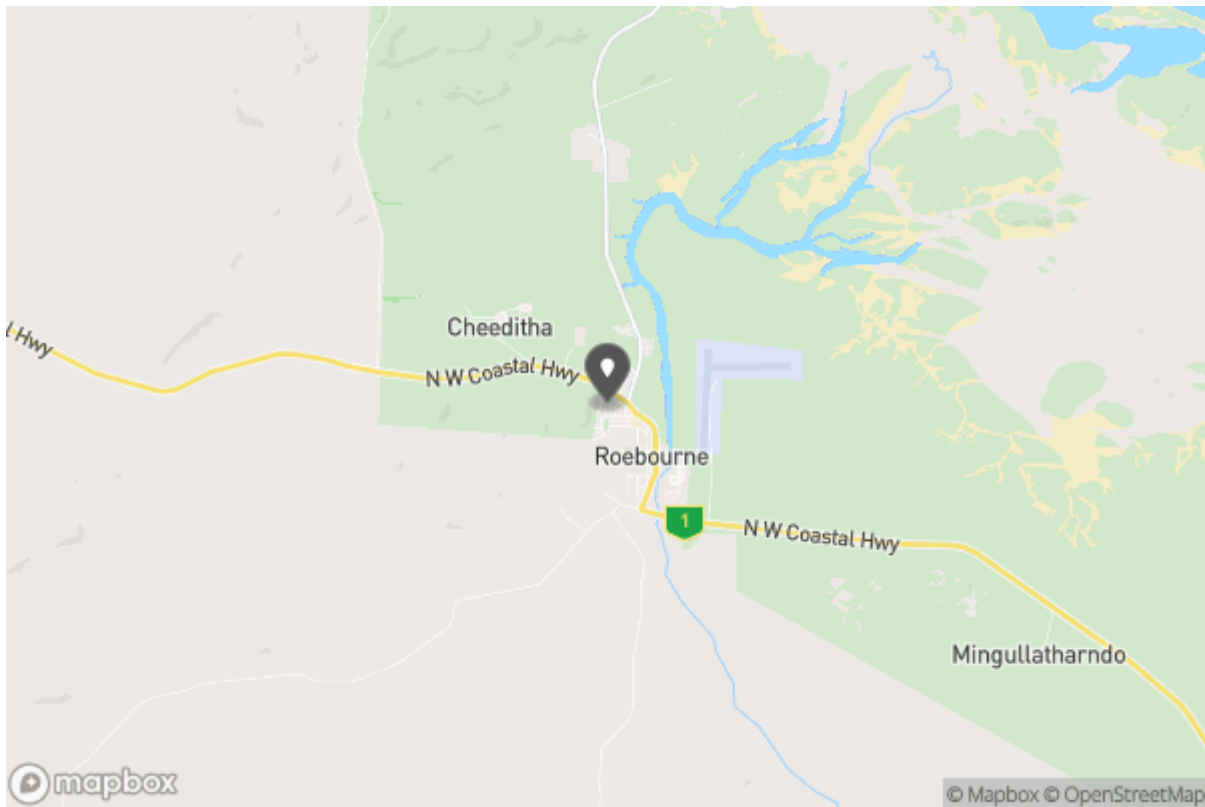 l Hwy
Cheeditha
N W Coastal Hwy
Roebourne
1
N W Coastal Hwy
Mingullatharndo
mapbox
© Mapbox © OpenStreetMap